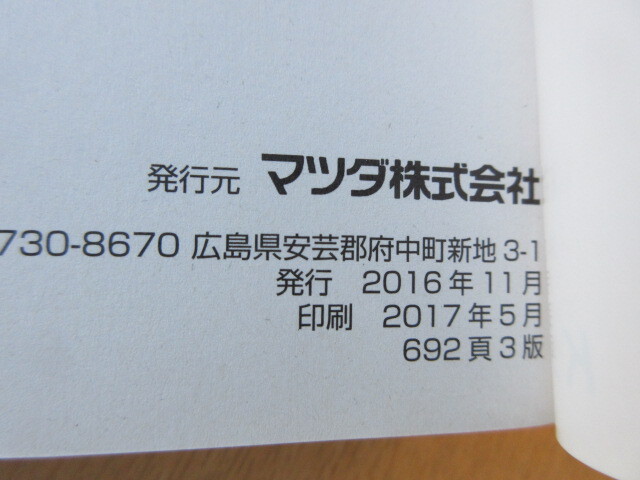 発行元 マツダ株式会社
730-8670 広島県安芸郡府中町新地 3-1
発行 2016年11月
印刷 2017年5月
692頁3版